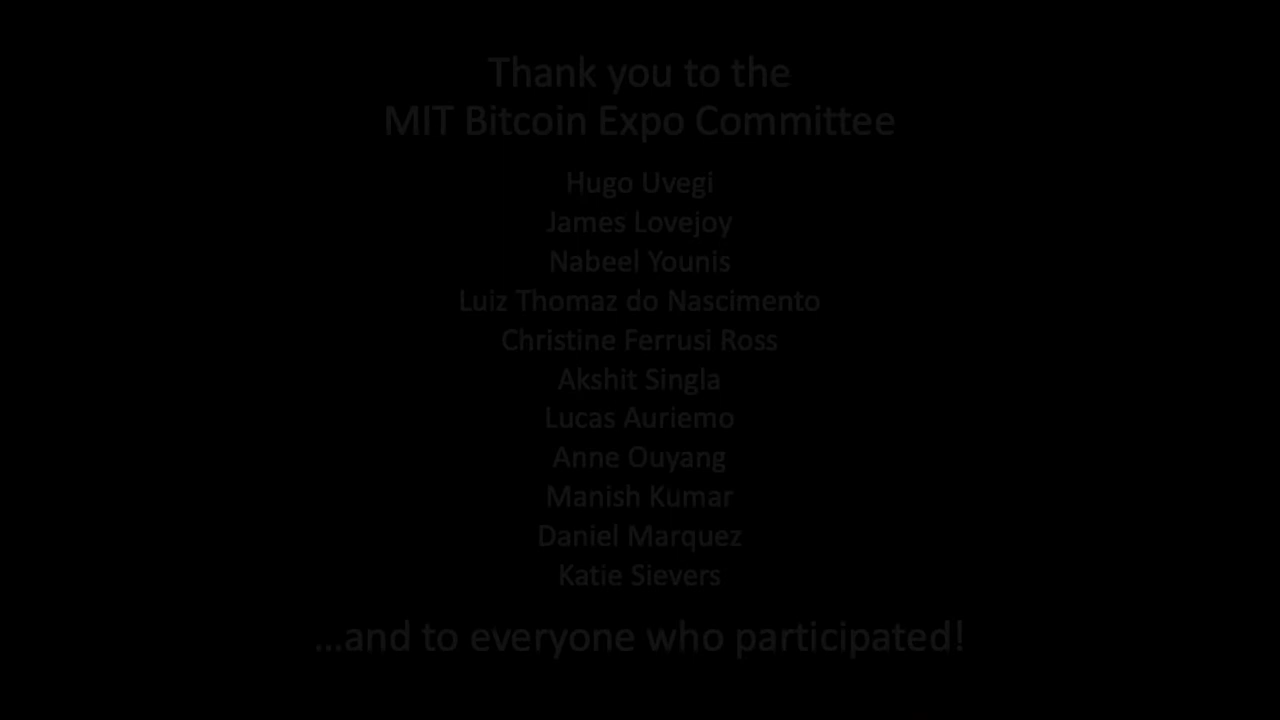 Thank you to the
MIT Bitcoin Expo Committee
Hugo Uvegi
James Lovejoy
Nabeel Younis
Luiz Thomaz do Nascimento
Christine Ferrusi Ross
Akshit Singla
Lucas Auriemo
Anne Ouyang
Manish Kumar
Daniel Marquez
Katie Sievers
...and to everyone who participated!